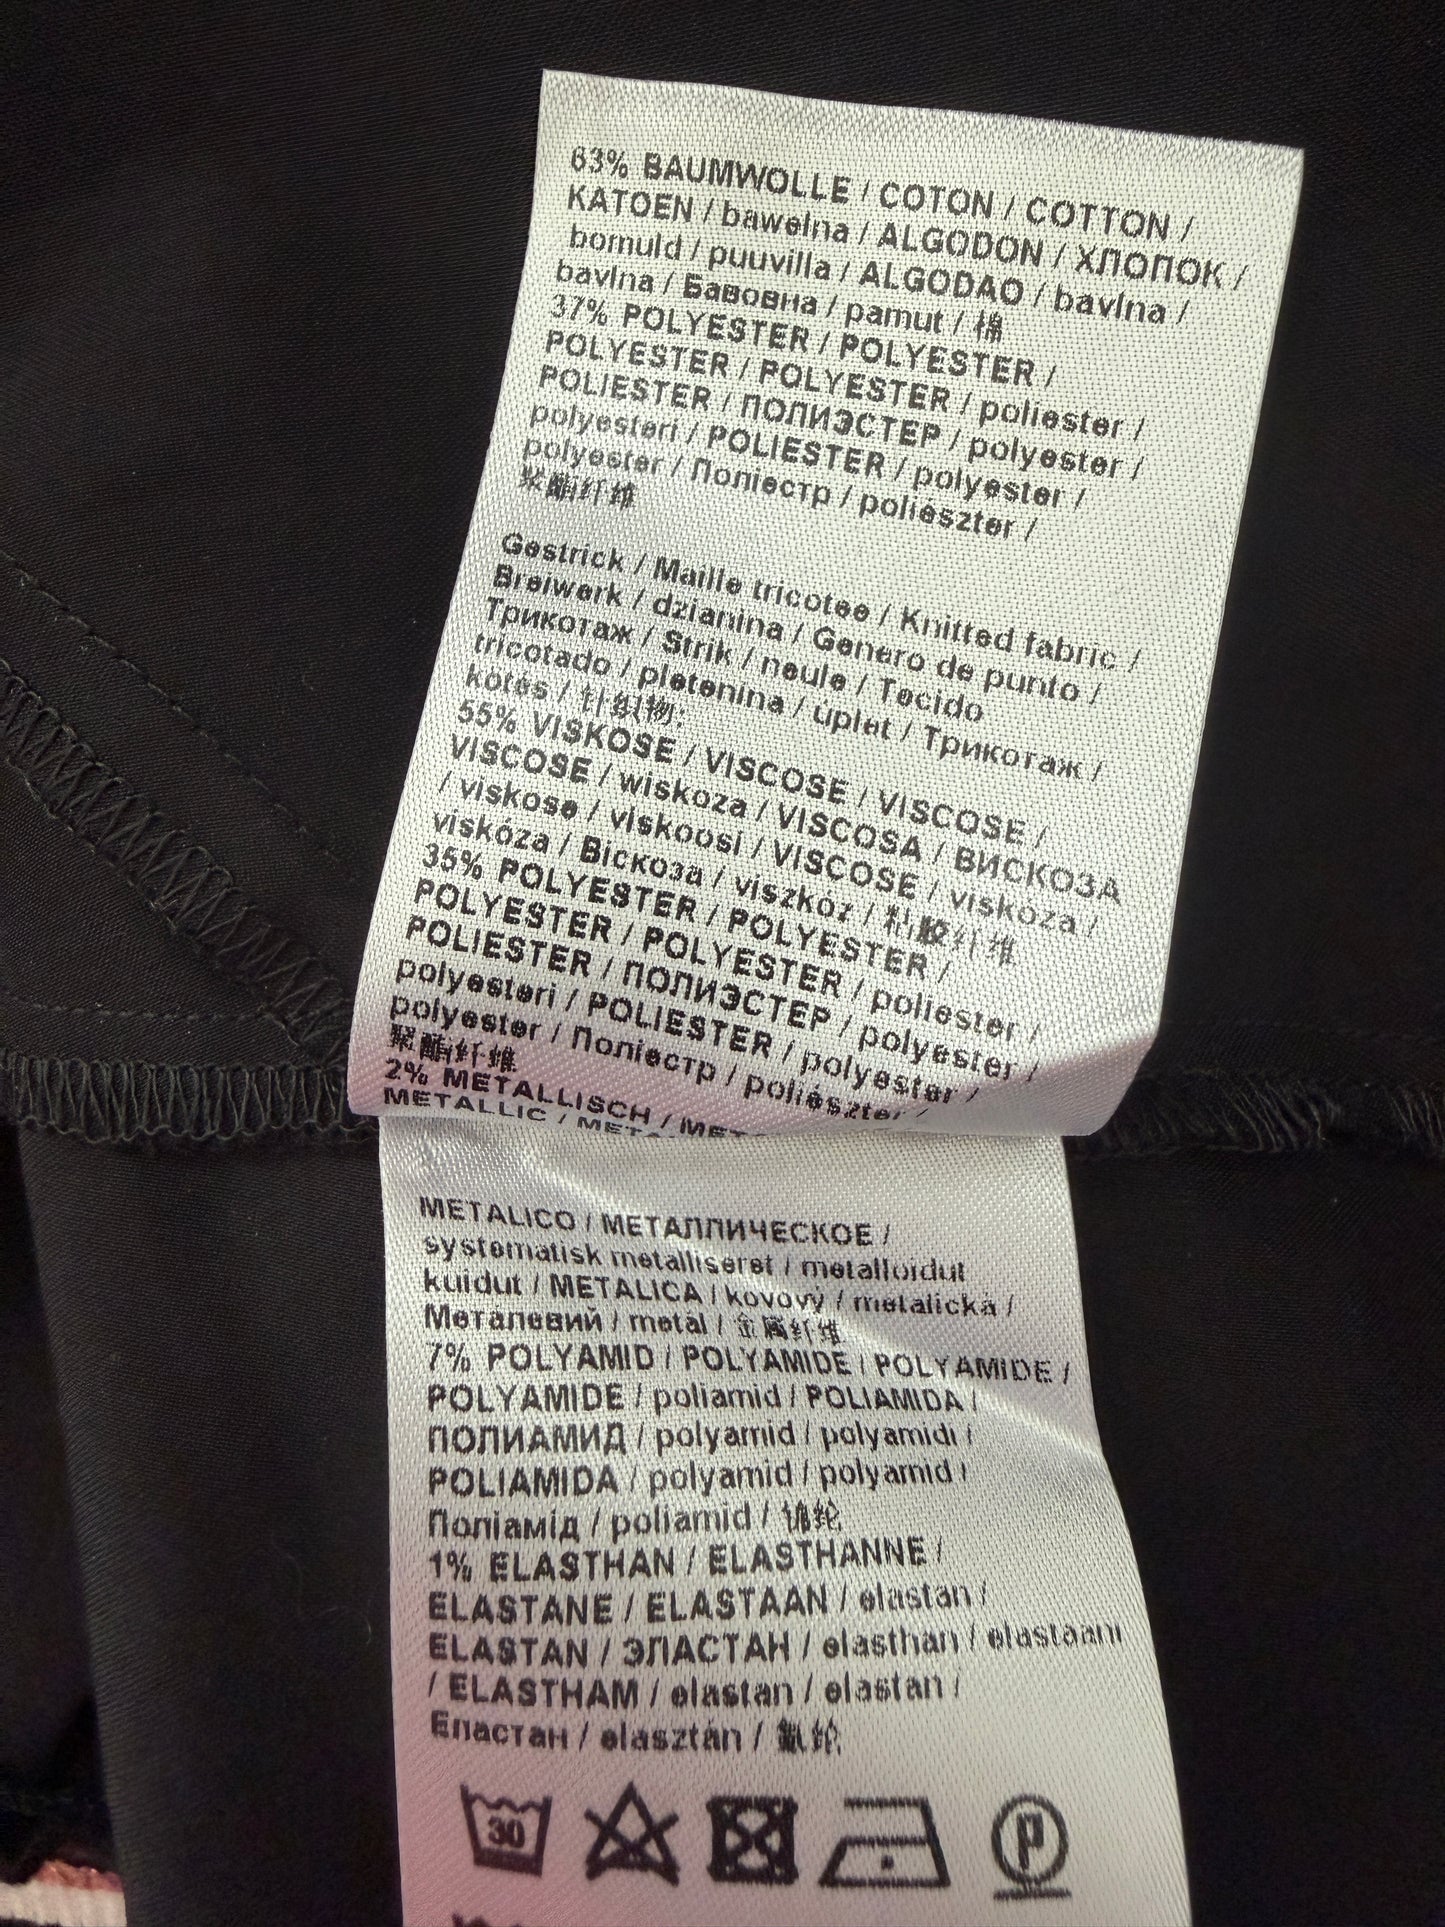 63% BAUMWOLLE / COTON / COTTON /
KATOEN / bawełna / ALGODON / ХЛОПОК /
bomuld / puuvilla / ALGODAO / bavlna /
bavlna / Бавовна / pamut / 棉
37% POLYESTER / POLYESTER /
POLYESTER / POLYESTER / poliester /
POLIESTER / ПОЛИЭСТЕР / polyester /
polyesteri / POLIESTER / polyester /
polyester / Поліестр / poliészter /
聚酯纤维
Gestrick / Maille tricotee / Knitted fabric /
Breiwerk / dzianina / Genero de punto /
Трикотаж / Strik / neule / Tecido
tricotado / pletenina / úplet / Трикотаж /
kötés / 针织物:
55% VISKOSE / VISCOSE / VISCOSE /
VISCOSE / wiskoza / VISCOSA / ВИСКОЗА
/ viskose / viskoosi / VISCOSE / viskoza /
viskóza / Віскоза / viszkóz / 粘胶纤维
35% POLYESTER / POLYESTER /
POLYESTER / POLYESTER / poliester /
POLIESTER / ПОЛИЭСТЕР / polyester /
polyesteri / POLIESTER / polyester /
polyester / Поліестр / poliészter /
聚酯纤维
2% METALLISCH /
METALLIC /
METALICO / МЕТАЛЛИЧЕСКОЕ /
systematisk metalliseret / metalloidut
kuidut / METALICA / kovový / metalická /
Металевий / metál / 金属纤维
7% POLYAMID / POLYAMIDE / POLYAMIDE /
POLYAMIDE / poliamid / POLIAMIDA /
ПОЛИАМИД / polyamid / polyamidi /
POLIAMIDA / polyamid / polyamid /
Поліамід / poliamid / 锦纶
1% ELASTHAN / ELASTHANNE /
ELASTANE / ELASTAAN / elastan /
ELASTAN / ЭЛАСТАН / elasthan / elastaani
/ ELASTHAM / elastan / elastan /
Еластан / elasztán / 氨纶
30
P